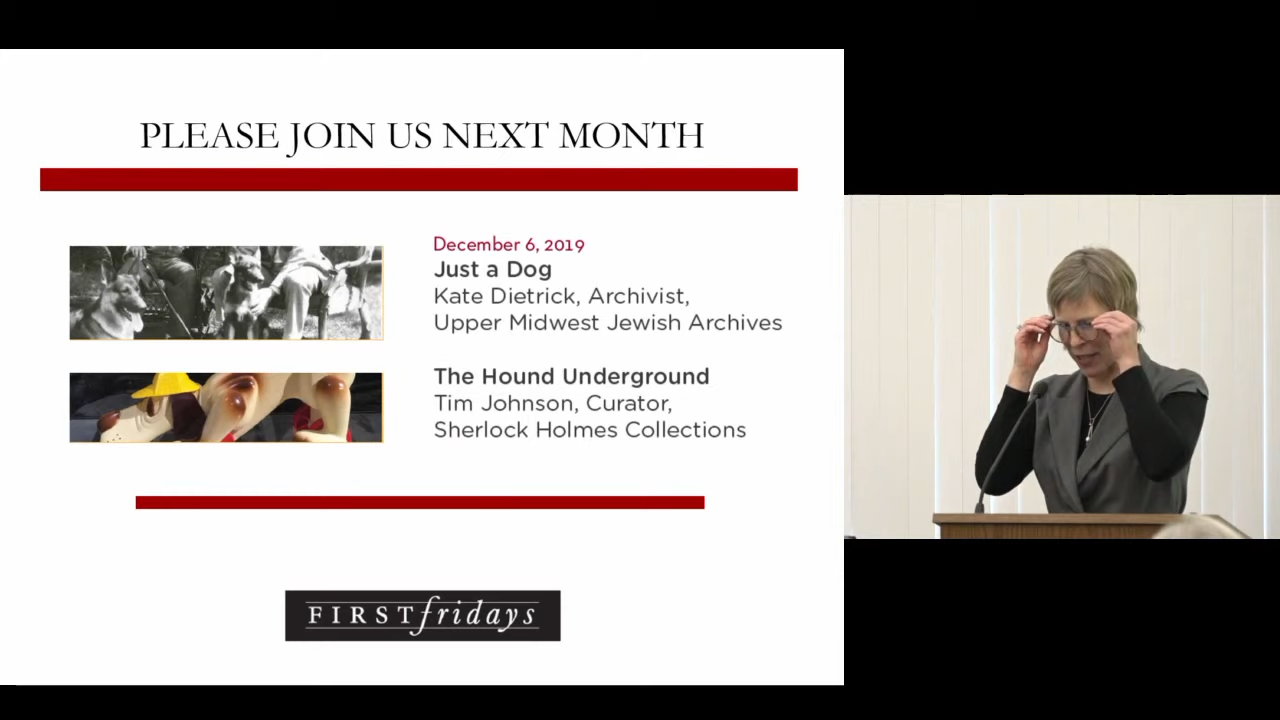 PLEASE JOIN US NEXT MONTH
December 6, 2019
Just a Dog
Kate Dietrick, Archivist,
Upper Midwest Jewish Archives
The Hound Underground
Tim Johnson, Curator,
Sherlock Holmes Collections
FIRST fridays